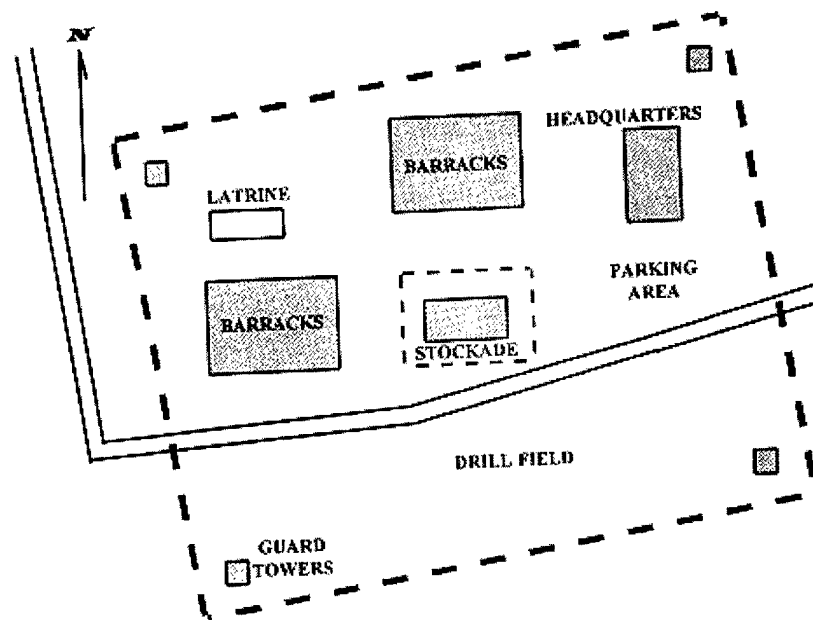 N
HEADQUARTERS
BARRACKS
LATRINE
PARKING
AREA
BARRACKS
STOCKADE
DRILL FIELD
GUARD
TOWERS